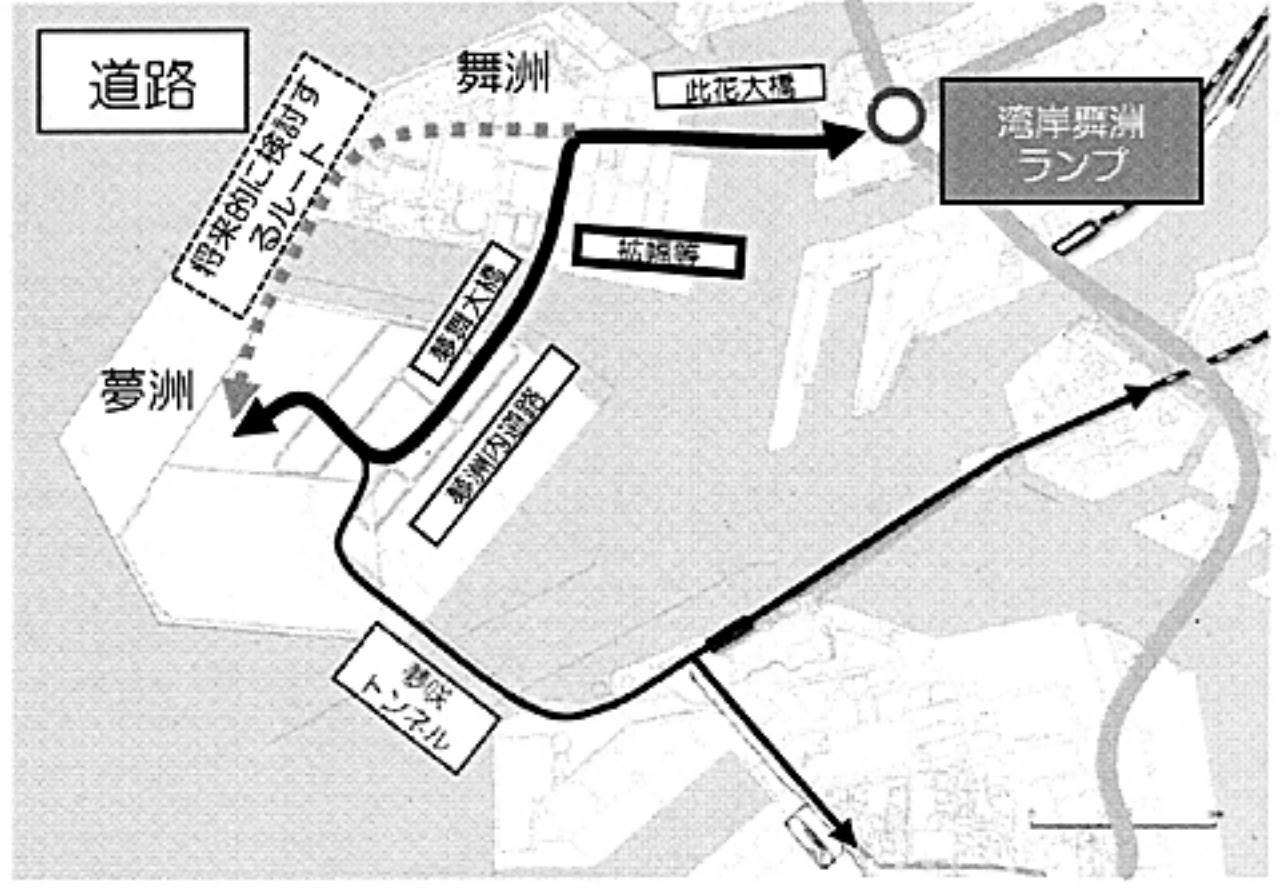 道路
舞洲
此花大橋
湾岸舞洲
ランプ
将来的に検討す
るルート
拡幅等
夢舞大橋
夢洲
夢洲内道路
夢咲
トンネル